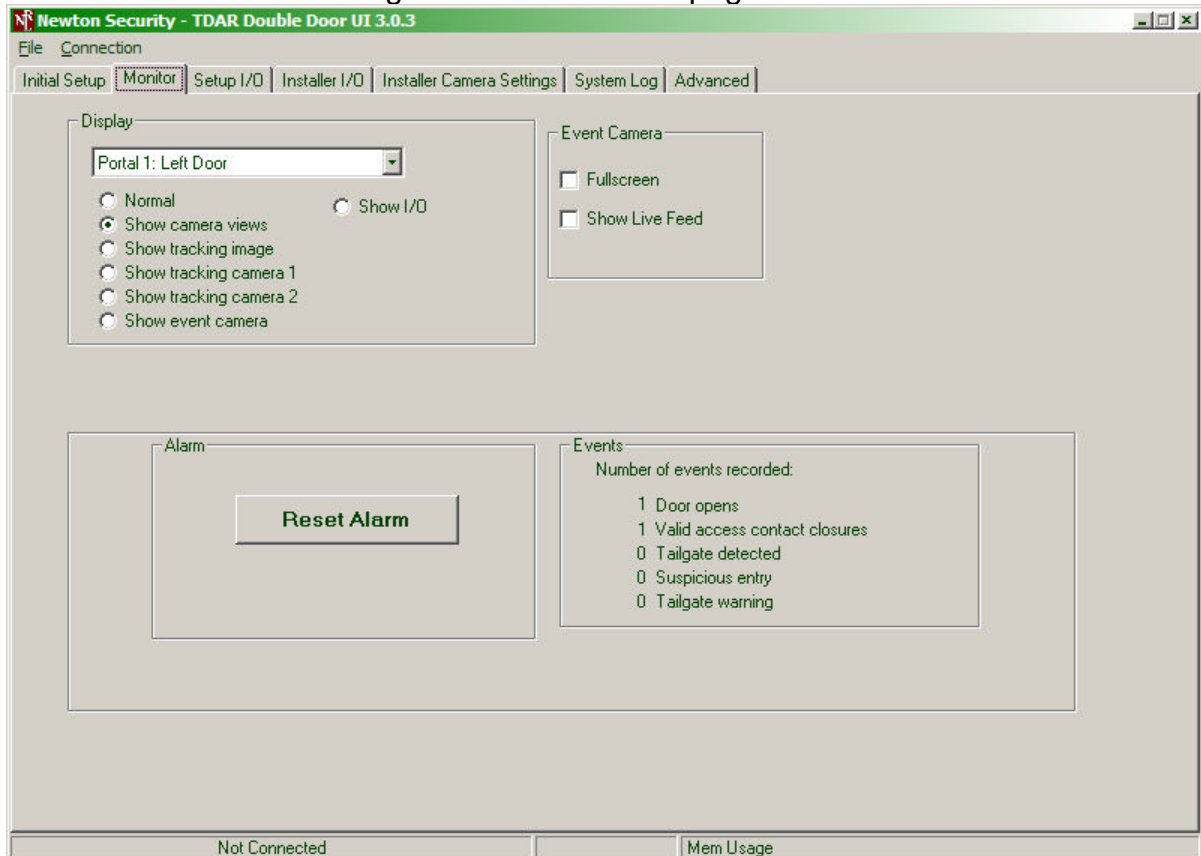 Newton Security - TDAR Double Door UI 3.0.3
File Connection
Initial Setup Monitor Setup I/O Installer I/O Installer Camera Settings System Log Advanced
Display
Portal 1: Left Door
Normal
Show I/O
Show camera views
Show tracking image
Show tracking camera 1
Show tracking camera 2
Show event camera
Event Camera
Fullscreen
Show Live Feed
Alarm
Reset Alarm
Events
Number of events recorded:
1 Door opens
1 Valid access contact closures
0 Tailgate detected
0 Suspicious entry
0 Tailgate warning
Not Connected Mem Usage